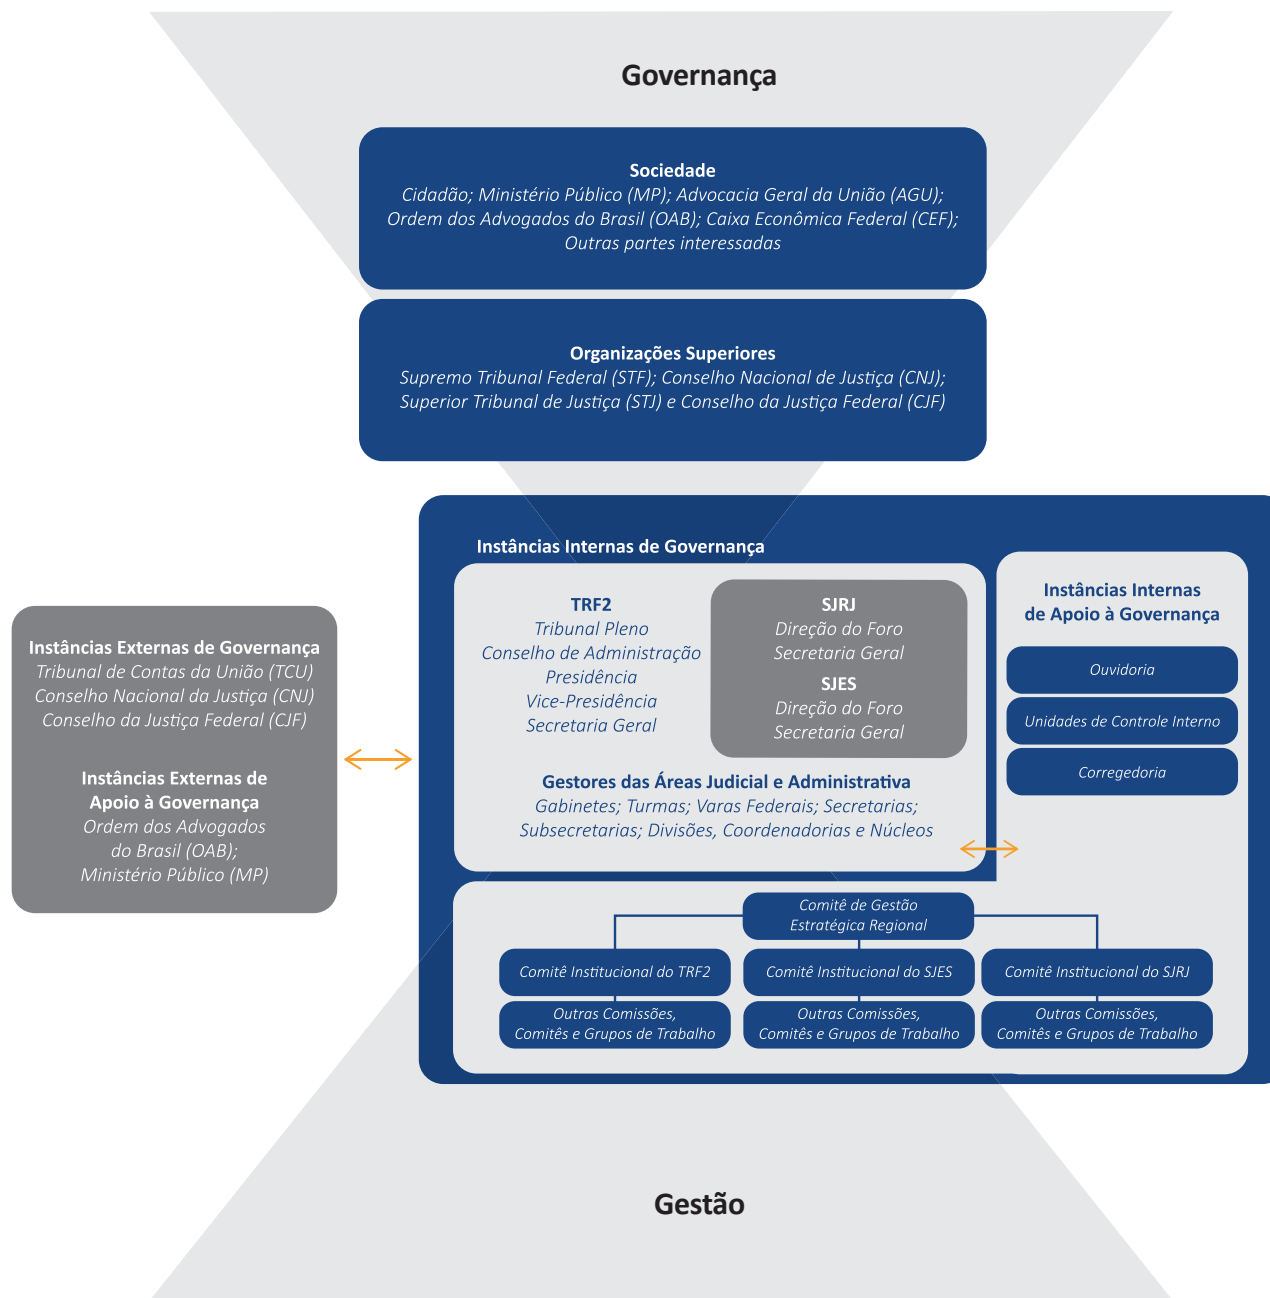 Governança
Sociedade
Cidadão; Ministério Público (MP); Advocacia Geral da União (AGU);
Ordem dos Advogados do Brasil (OAB); Caixa Econômica Federal (CEF);
Outras partes interessadas
Organizações Superiores
Supremo Tribunal Federal (STF); Conselho Nacional de Justiça (CNJ);
Superior Tribunal de Justiça (STJ) e Conselho da Justiça Federal (CJF)
Instâncias Externas de Governança
Tribunal de Contas da União (TCU)
Conselho Nacional da Justiça (CNJ)
Conselho da Justiça Federal (CJF)
Instâncias Externas de
Apoio à Governança
Ordem dos Advogados
do Brasil (OAB);
Ministério Público (MP)
Instâncias Internas de Governança
TRF2
Tribunal Pleno
Conselho de Administração
Presidência
Vice-Presidência
Secretaria Geral
SJRJ
Direção do Foro
Secretaria Geral
SJES
Direção do Foro
Secretaria Geral
Gestores das Áreas Judicial e Administrativa
Gabinetes; Turmas; Varas Federais; Secretarias;
Subsecretarias; Divisões, Coordenadorias e Núcleos
Instâncias Internas
de Apoio à Governança
Ouvidoria
Unidades de Controle Interno
Corregedoria
Comitê de Gestão
Estratégica Regional
Comitê Institucional do TRF2
Comitê Institucional do SJES
Comitê Institucional do SJRJ
Outras Comissões,
Comitês e Grupos de Trabalho
Outras Comissões,
Comitês e Grupos de Trabalho
Outras Comissões,
Comitês e Grupos de Trabalho
Gestão